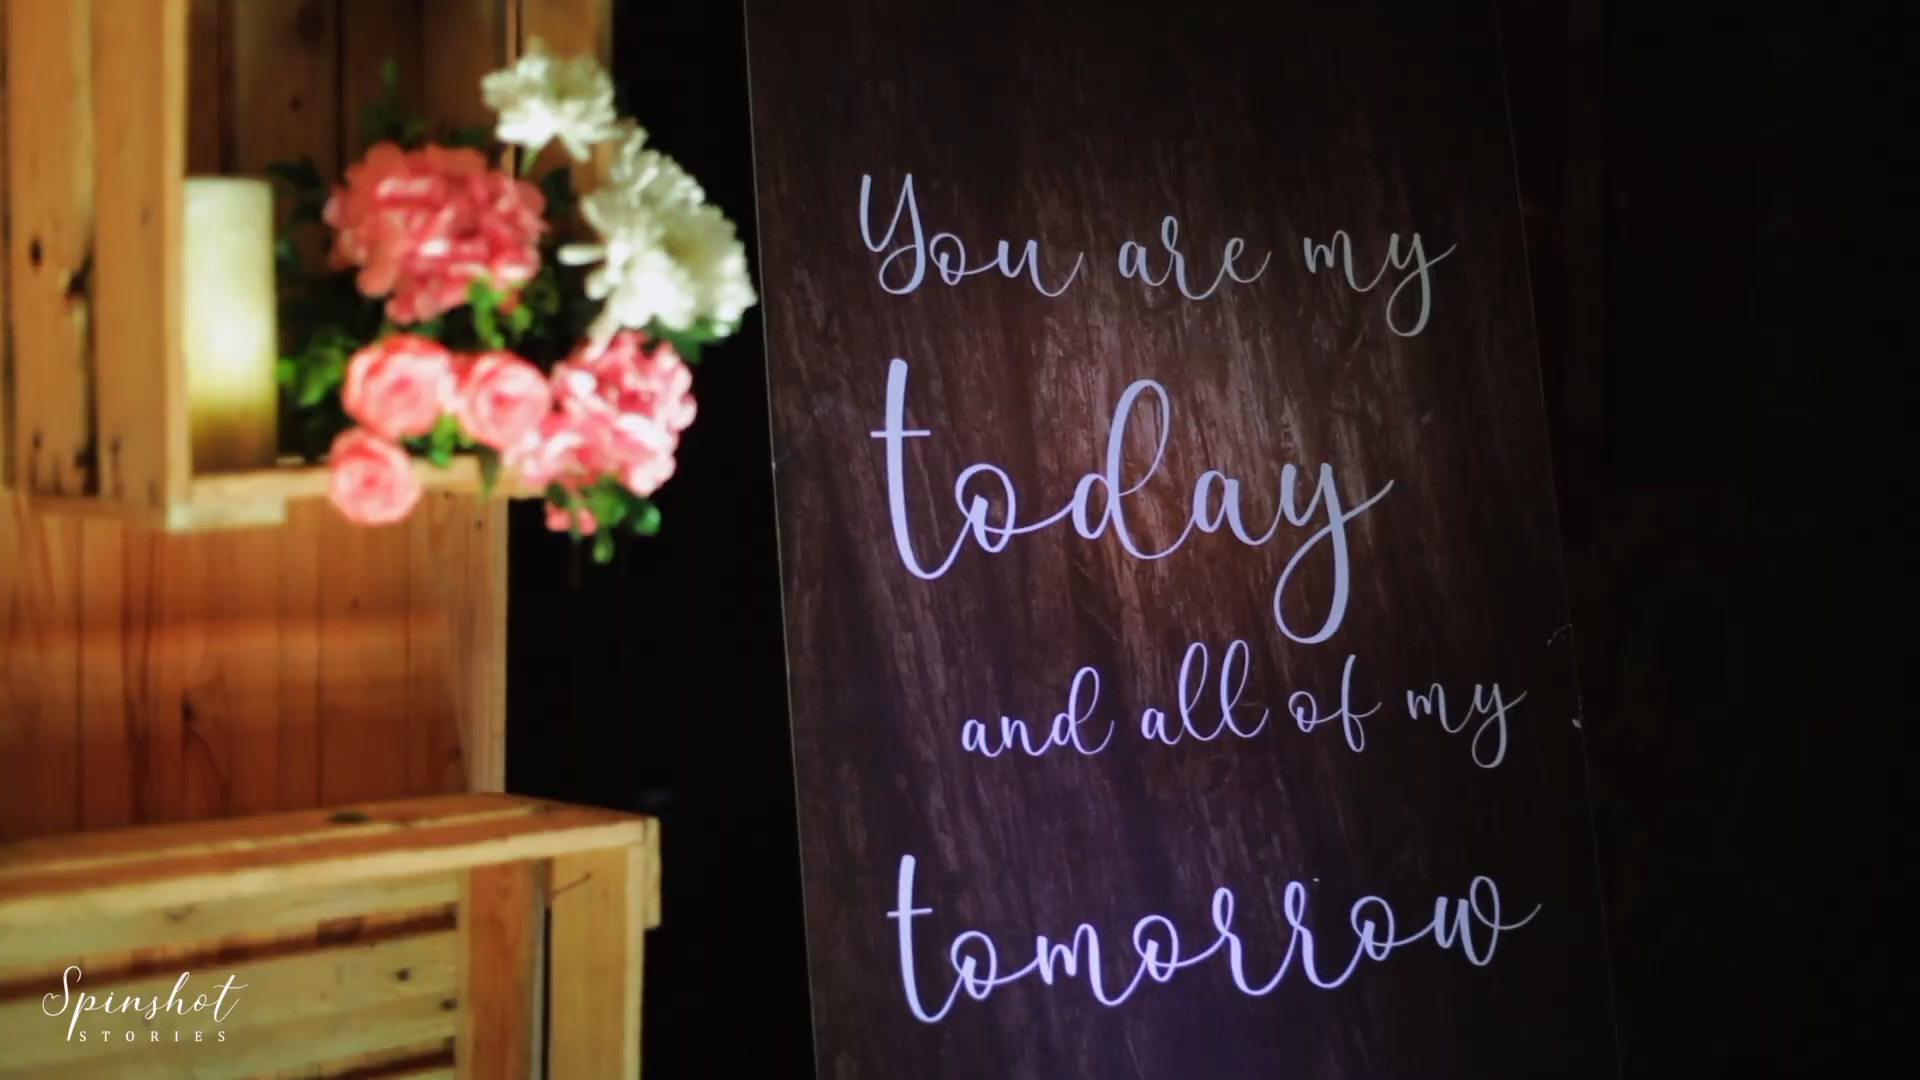 You are my
today
and all of my
tomorrow
Spinshot
STORIES